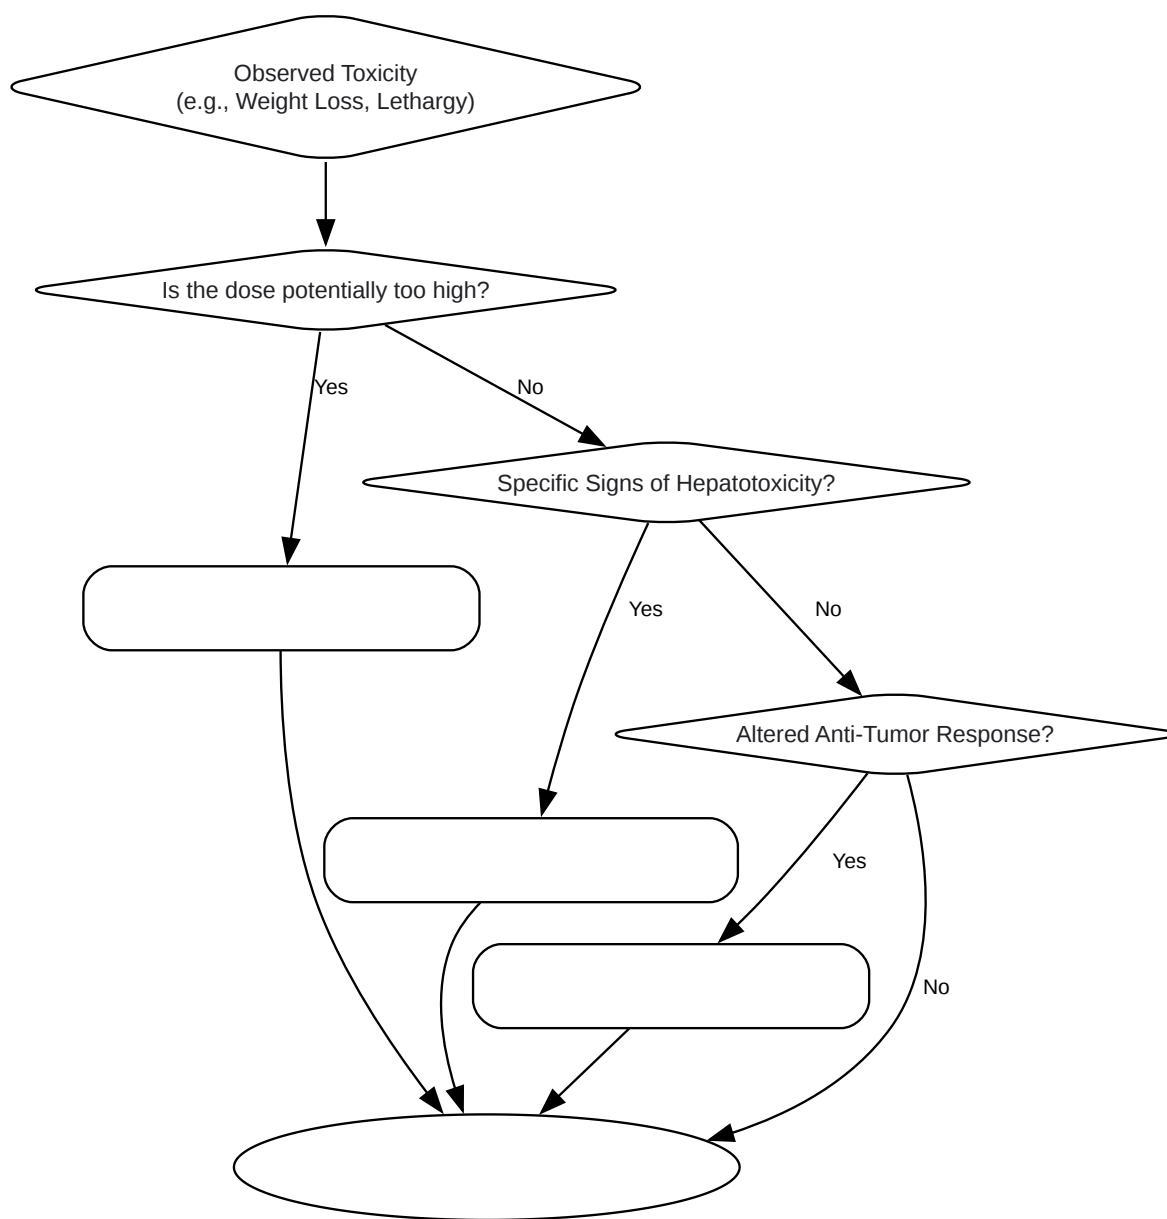 Observed Toxicity
(e.g., Weight Loss, Lethargy)
Is the dose potentially too high?
Yes
No
Specific Signs of Hepatotoxicity?
Yes
No
Altered Anti-Tumor Response?
Yes
No